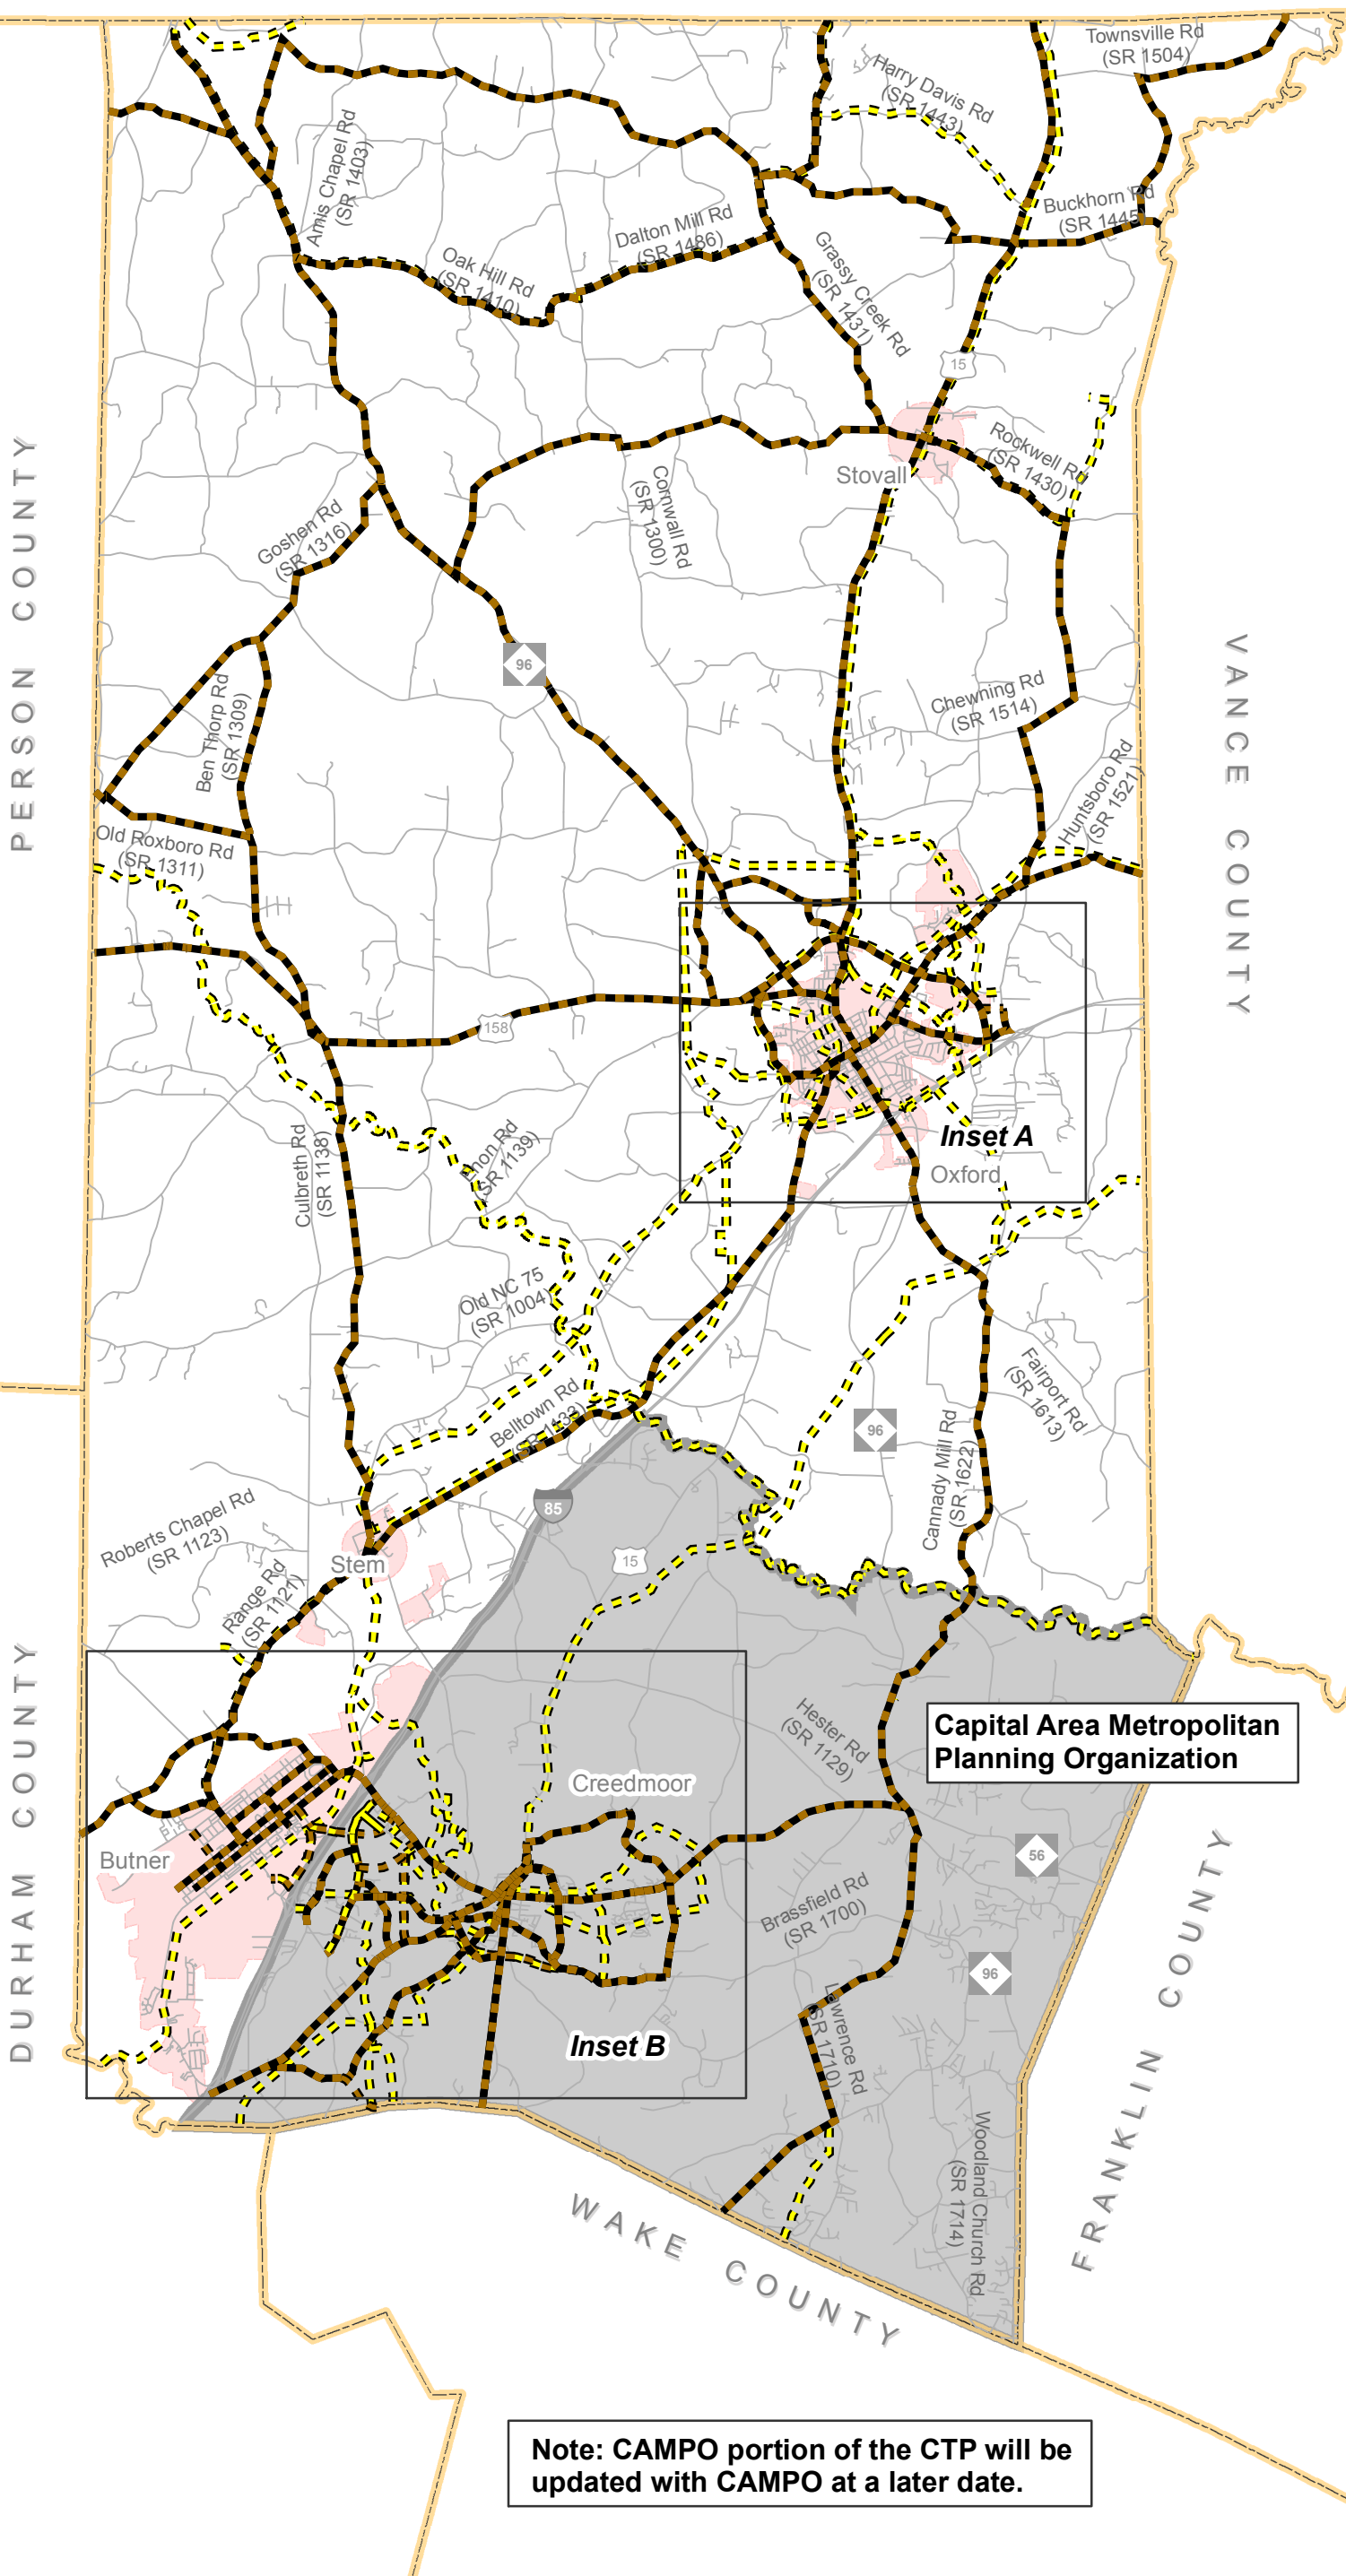 Townsville Rd
(SR 1504)
Harry Davis Rd
(SR 1443)
Amis Chapel Rd
(SR 1403)
Buckhorn Rd
(SR 1445)
Dalton Mill Rd
(SR 1486)
Oak Hill Rd
(SR 1410)
Grassy Creek Rd
(SR 1431)
15
Rockwell Rd
(SR 1430)
Stovall
Cornwall Rd
(SR 1300)
Goshen Rd
(SR 1316)
PERSON COUNTY
VANCE COUNTY
96
Ben Thorp Rd
(SR 1309)
Chewning Rd
(SR 1514)
Huntsboro Rd
(SR 1521)
Old Roxboro Rd
(SR 1311)
158
Inset A
Oxford
Culbreth Rd
(SR 1138)
Enon Rd
(SR 1139)
Old NC 75
(SR 1004)
Fairport Rd
(SR 1613)
Belltown Rd
(SR 1133)
96
Cannady Mill Rd
(SR 1622)
85
Roberts Chapel Rd
(SR 1123)
15
Stem
Range Rd
(SR 1121)
DURHAM COUNTY
Hester Rd
(SR 1129)
Capital Area Metropolitan
Planning Organization
Creedmoor
56
Butner
Brassfield Rd
(SR 1700)
96
Lawrence Rd
(SR 1710)
Inset B
FRANKLIN COUNTY
Woodland Church Rd
(SR 1714)
WAKE COUNTY
Note: CAMPO portion of the CTP will be
updated with CAMPO at a later date.